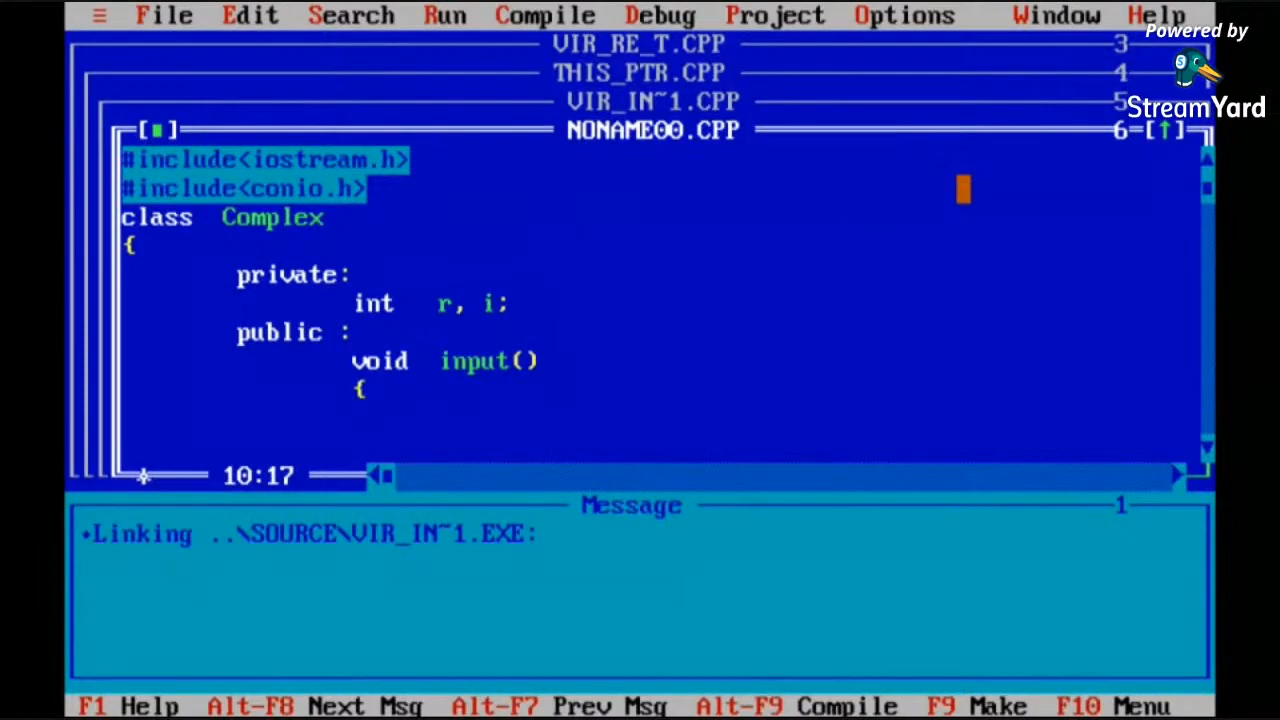 ≡ File Edit Search Run Compile Debug Project Options Window Help
Powered by
StreamYard
VIR_RE_T.CPP 3
THIS_PTR.CPP 4
VIR_IN~1.CPP 5
[■] NONAME00.CPP 6=[↑]
#include<iostream.h>
#include<conio.h>
class Complex
{
private:
int r, i;
public :
void input()
{
10:17
Message 1
•Linking ..\SOURCE\VIR_IN~1.EXE:
F1 Help Alt-F8 Next Msg Alt-F7 Prev Msg Alt-F9 Compile F9 Make F10 Menu